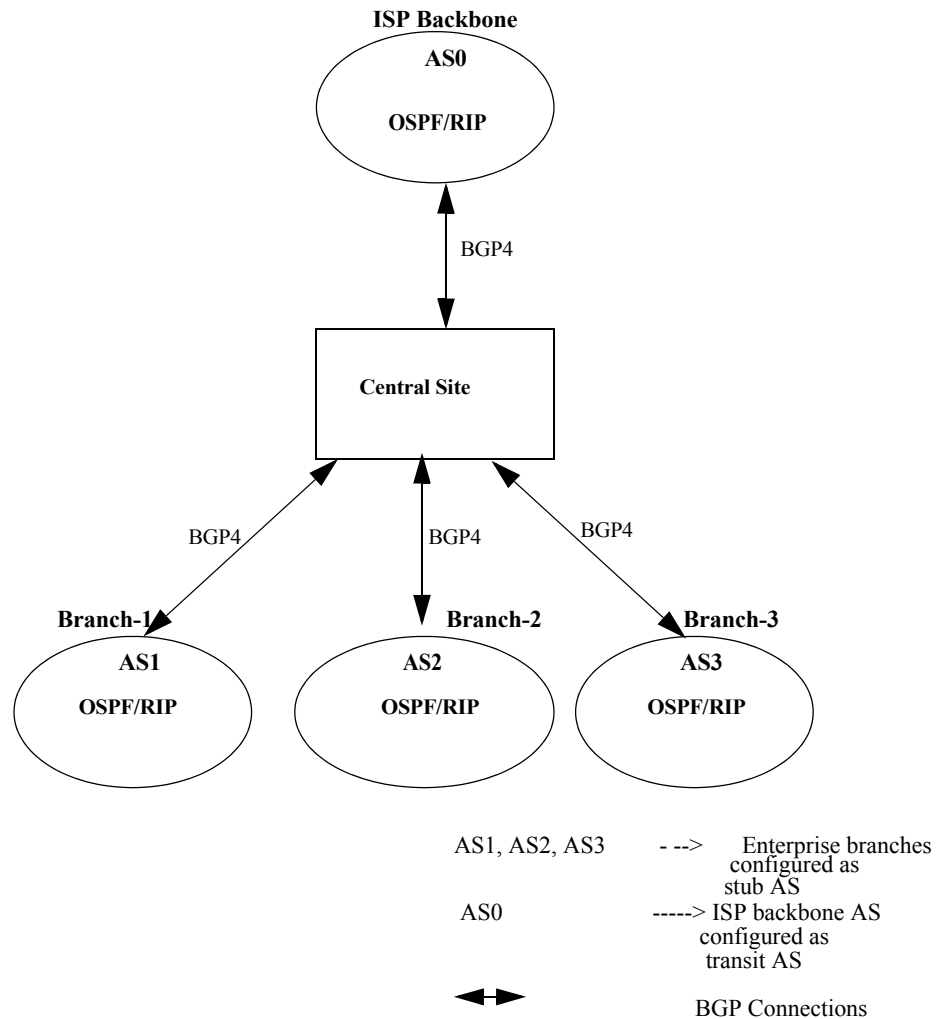 ISP Backbone
AS0
OSPF/RIP
BGP4
Central Site
BGP4
BGP4
BGP4
Branch-1
Branch-2
Branch-3
AS1
AS2
AS3
OSPF/RIP
OSPF/RIP
OSPF/RIP
AS1, AS2, AS3 - --> Enterprise branches
configured as
stub AS
AS0 -----> ISP backbone AS
configured as
transit AS
BGP Connections